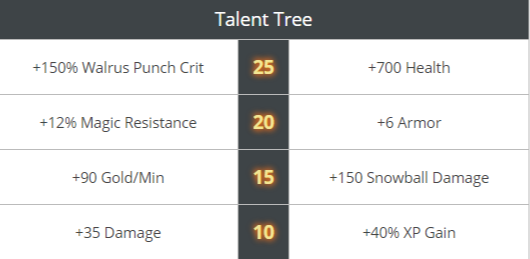 Talent Tree
+150% Walrus Punch Crit 25 +700 Health
+12% Magic Resistance 20 +6 Armor
+90 Gold/Min 15 +150 Snowball Damage
+35 Damage 10 +40% XP Gain